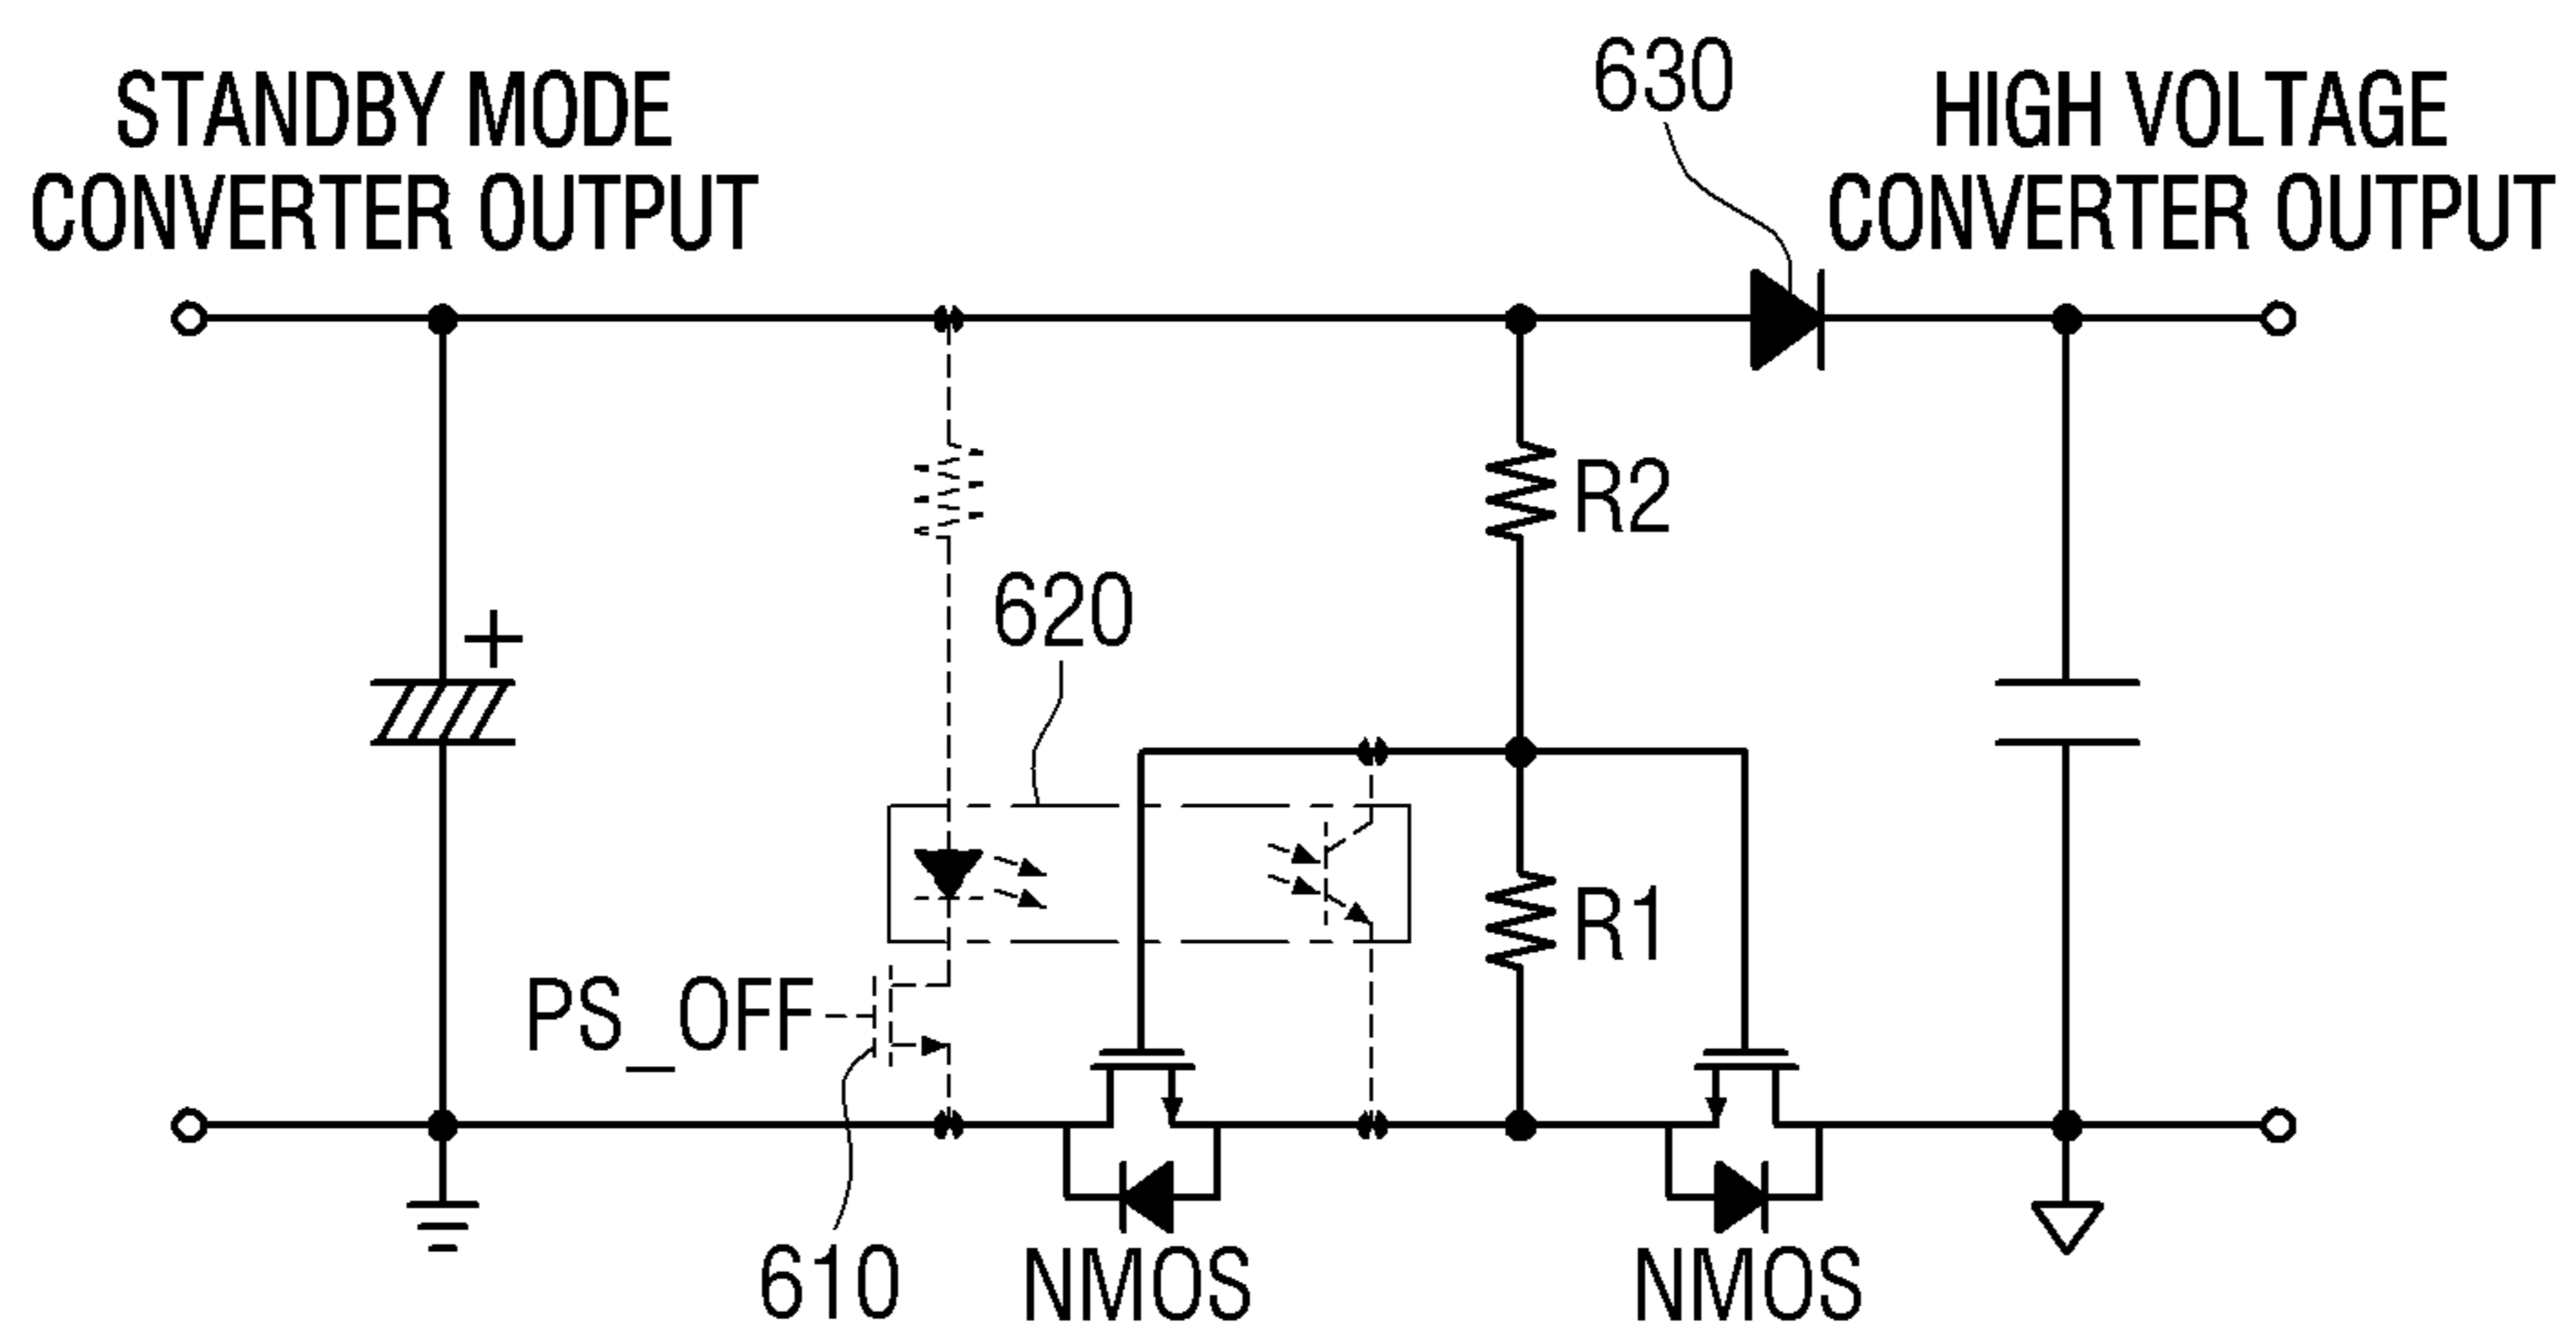 630
STANDBY MODE
CONVERTER OUTPUT
HIGH VOLTAGE
CONVERTER OUTPUT
R2
620
+
R1
PS_OFF
610
NMOS
NMOS